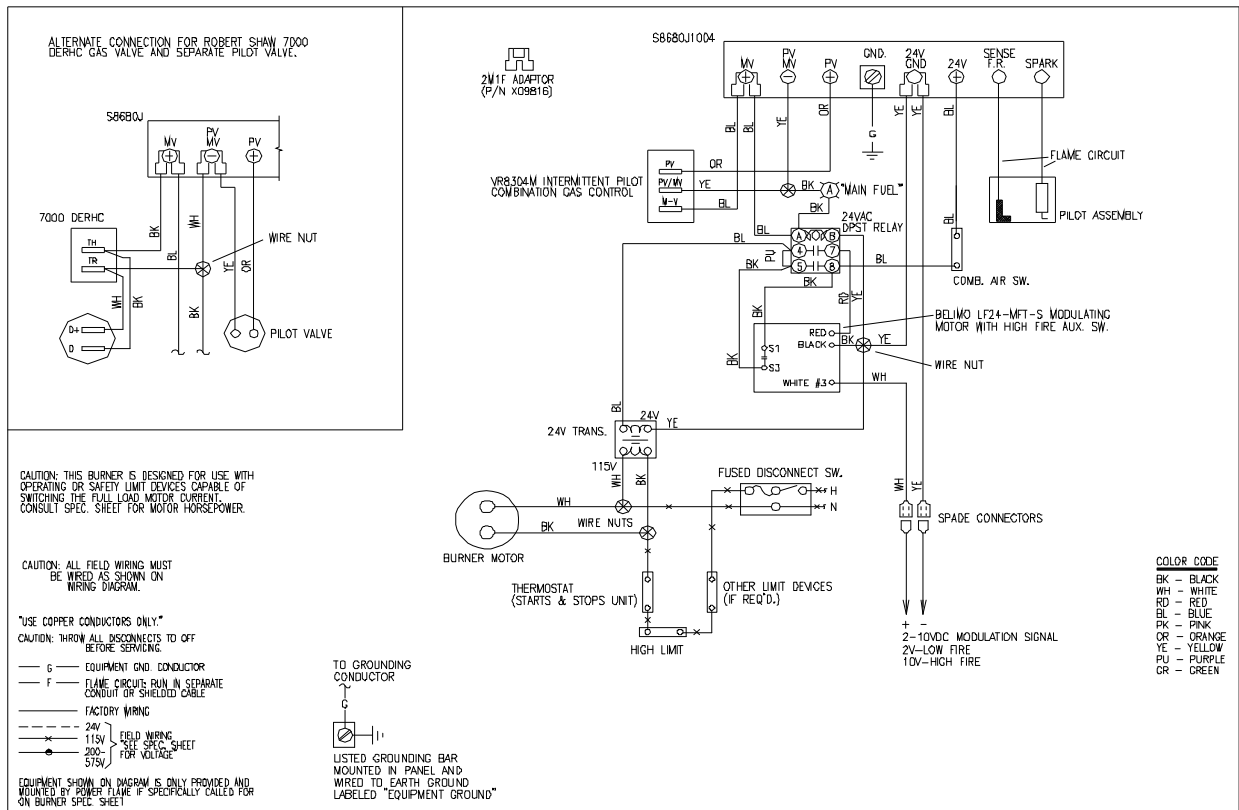 ALTERNATE CONNECTION FOR ROBERT SHAW 7000
DERHC GAS VALVE AND SEPARATE PILOT VALVE.
S8680J
MV
PV
MV
PV
7000 DERHC
TH
TR
BK
BL
WH
WIRE NUT
YE
OR
WH
BK
BK
D+
D
PILOT VALVE
2M1F ADAPTOR
(P/N X09816)
S8680J1004
MV
PV
MV
PV
GND.
24V
GND
24V
SENSE
F.R.
SPARK
BL
BL
YE
OR
G
YE
YE
BL
FLAME CIRCUIT
VR8304M INTERMITTENT PILOT
COMBINATION GAS CONTROL
PV
OR
PV/MV
YE
M-V
BL
BK
A
"MAIN FUEL"
BK
24VAC
DPST RELAY
PILOT ASSEMBLY
BL
BL
PU
A
B
4
7
5
8
BK
BL
COMB. AIR SW.
BK
BK
RD
YE
BELIMO LF24-MFT-S MODULATING
MOTOR WITH HIGH FIRE AUX. SW.
RED
BLACK
BK
YE
S1
S3
BK
WIRE NUT
WHITE #3
WH
BL
24V
YE
24V TRANS.
115V
WH
BK
FUSED DISCONNECT SW.
H
N
WH
BK
WIRE NUTS
BURNER MOTOR
WH
YE
SPADE CONNECTORS
THERMOSTAT
(STARTS & STOPS UNIT)
OTHER LIMIT DEVICES
(IF REQ'D.)
HIGH LIMIT
+ -
2-10VDC MODULATION SIGNAL
2V-LOW FIRE
10V-HIGH FIRE
COLOR CODE
BK - BLACK
WH - WHITE
RD - RED
BL - BLUE
PK - PINK
OR - ORANGE
YE - YELLOW
PU - PURPLE
GR - GREEN
CAUTION: THIS BURNER IS DESIGNED FOR USE WITH
OPERATING OR SAFETY LIMIT DEVICES CAPABLE OF
SWITCHING THE FULL LOAD MOTOR CURRENT.
CONSULT SPEC. SHEET FOR MOTOR HORSEPOWER.
CAUTION: ALL FIELD WIRING MUST
BE WIRED AS SHOWN ON
WIRING DIAGRAM.
"USE COPPER CONDUCTORS ONLY."
CAUTION: THROW ALL DISCONNECTS TO OFF
BEFORE SERVICING.
G EQUIPMENT GND. CONDUCTOR
F FLAME CIRCUIT: RUN IN SEPARATE
CONDUIT OR SHIELDED CABLE
FACTORY WIRING
24V
115V
200-
575V
FIELD WIRING
"SEE SPEC. SHEET
FOR VOLTAGE"
EQUIPMENT SHOWN ON DIAGRAM IS ONLY PROVIDED AND
MOUNTED BY POWER FLAME IF SPECIFICALLY CALLED FOR
ON BURNER SPEC. SHEET
TO GROUNDING
CONDUCTOR
G
LISTED GROUNDING BAR
MOUNTED IN PANEL AND
WIRED TO EARTH GROUND
LABELED "EQUIPMENT GROUND"